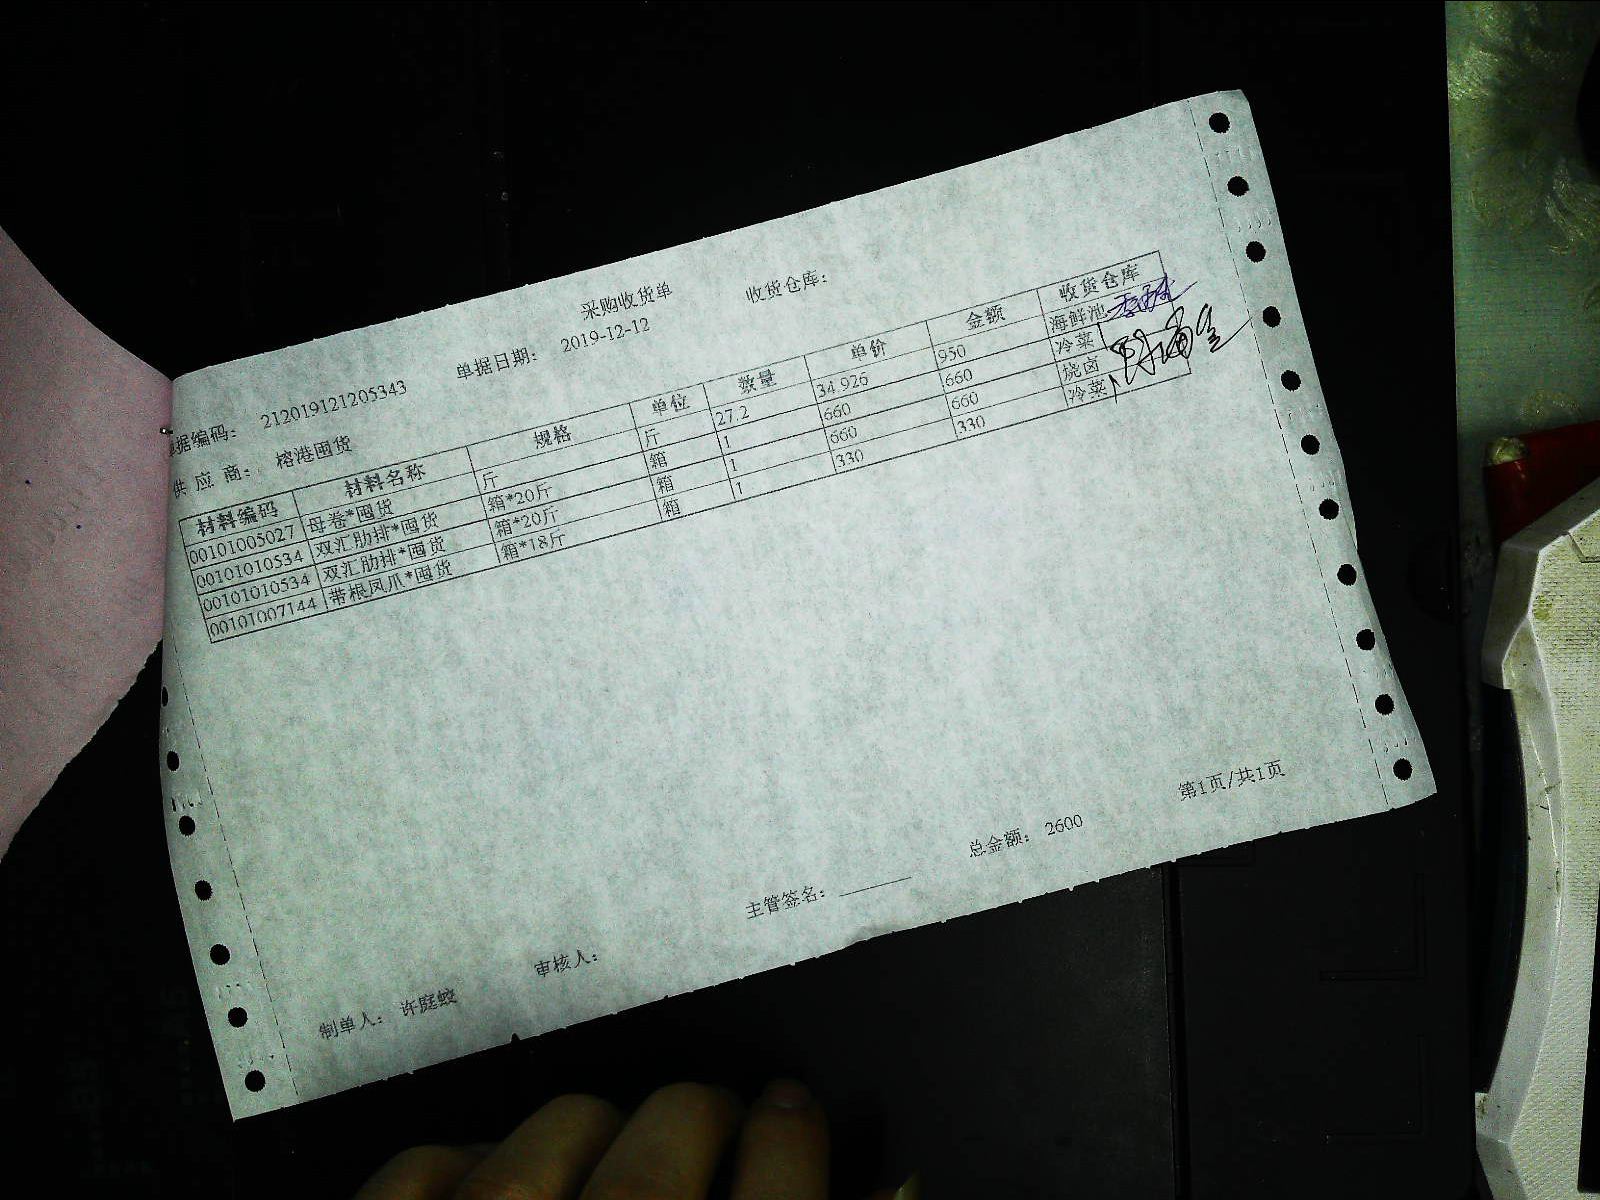 采购收货单 收货仓库：
单据编码： 212019121205343 单据日期： 2019-12-12
供 应 商： 榕港囤货
材料编码 材料名称 规格 单位 数量 单价 金额 收货仓库
00101005027 母卷*囤货 斤 斤 27.2 34.926 950 海鲜池
00101010534 双汇肋排*囤货 箱*20斤 箱 1 660 660 冷菜
00101010534 双汇肋排*囤货 箱*20斤 箱 1 660 660 烧卤
00101007144 带根凤爪*囤货 箱*18斤 箱 1 330 330 冷菜
制单人： 许庭蛟 审核人： 主管签名： 总金额： 2600 第1页/共1页